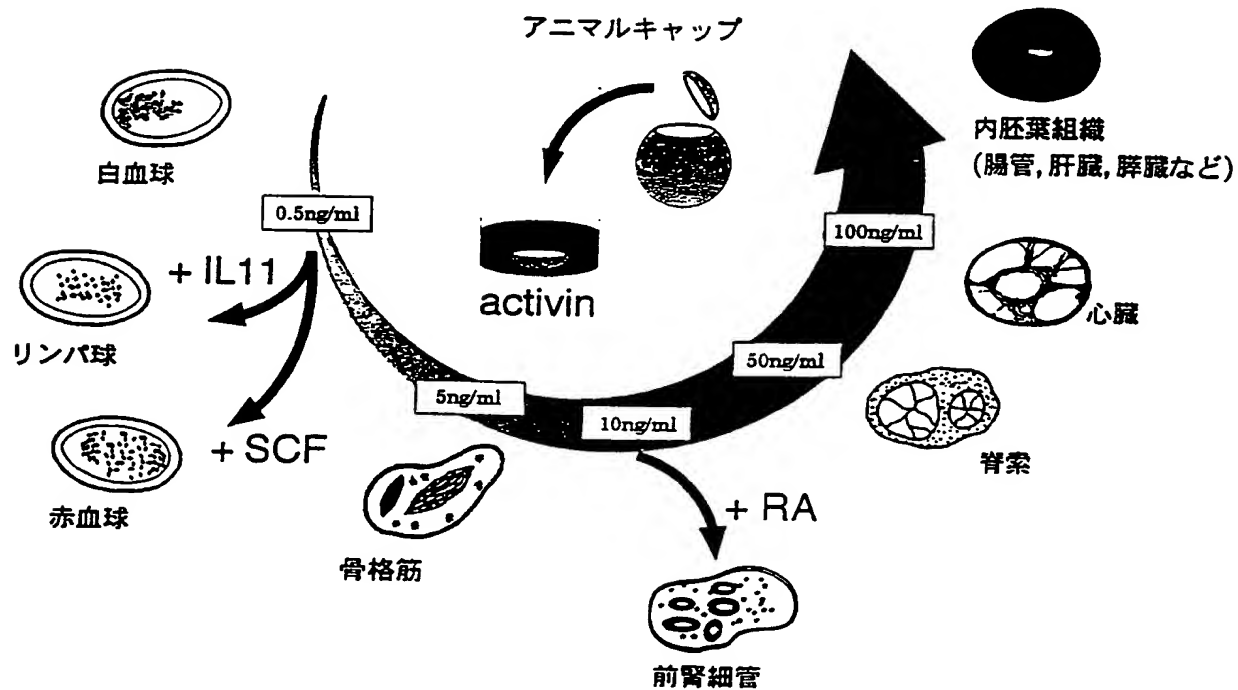 アニマルキャップ
白血球
0.5ng/ml
+ IL11
リンパ球
+ SCF
赤血球
activin
5ng/ml
骨格筋
10ng/ml
+ RA
前腎細管
50ng/ml
100ng/ml
内胚葉組織
(腸管,肝臓,膵臓など)
心臓
脊索